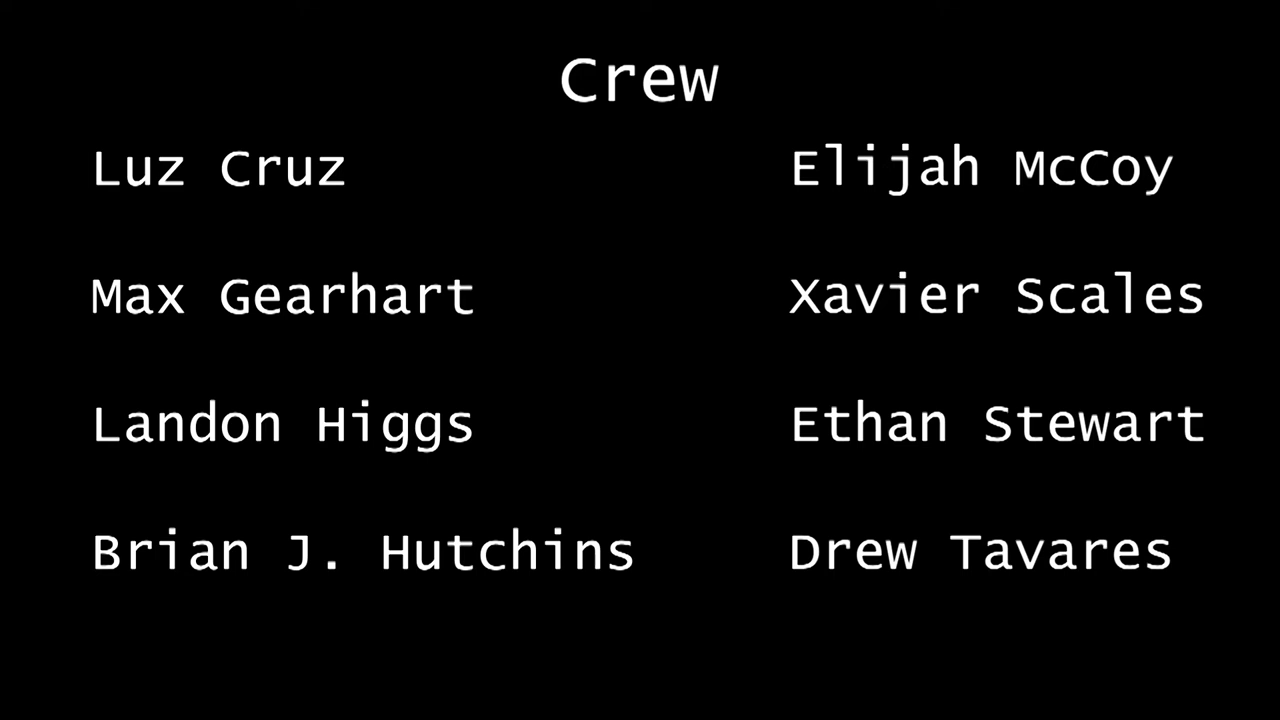 Crew
Luz Cruz
Elijah McCoy
Max Gearhart
Xavier Scales
Landon Higgs
Ethan Stewart
Brian J. Hutchins
Drew Tavares